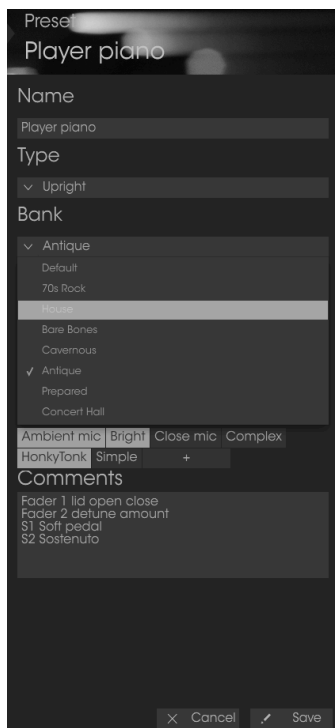 Preset
Player piano
Name
Player piano
Type
Upright
Bank
Antique
Default
70s Rock
House
Bare Bones
Cavernous
✓ Antique
Prepared
Concert Hall
Ambient mic Bright Close mic Complex
HonkyTonk Simple +
Comments
Fader 1 lid open close
Fader 2 detune amount
S1 Soft pedal
S2 Sostenuto
Cancel Save